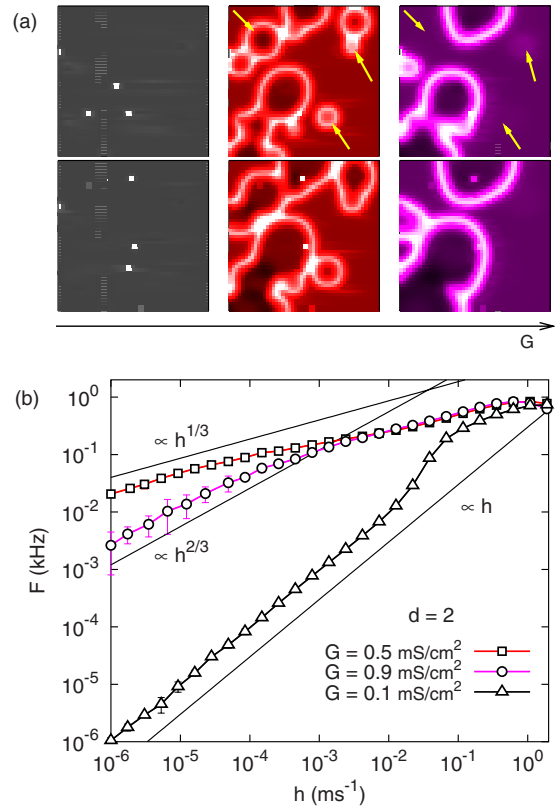 (a)
G
(b)
10^0
10^-1
10^-2
10^-3
10^-4
10^-5
10^-6
F (kHz)
∝ h^1/3
∝ h^2/3
∝ h
d = 2
G = 0.5 mS/cm^2
G = 0.9 mS/cm^2
G = 0.1 mS/cm^2
10^-6 10^-5 10^-4 10^-3 10^-2 10^-1 10^0
h (ms^-1)